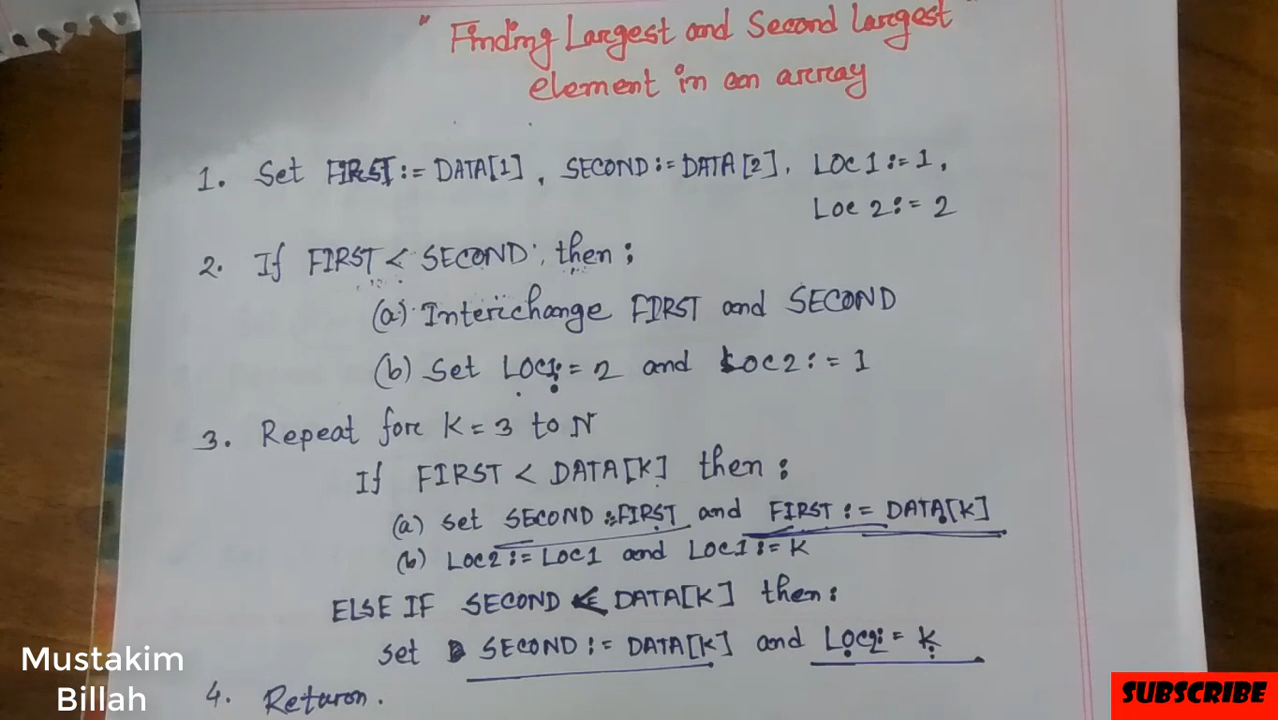 " Finding Largest and Second largest "
element in an array
1. Set FIRST := DATA[1], SECOND := DATA[2], LOC1 := 1,
LOC2 := 2
2. If FIRST < SECOND, then :
(a) Interichange FIRST and SECOND
(b) Set LOC1 := 2 and LOC2 := 1
3. Repeat fore K = 3 to N
If FIRST < DATA[K] then :
(a) set SECOND := FIRST and FIRST := DATA[K]
(b) LOC2 := LOC1 and LOC1 := K
ELSE IF SECOND < DATA[K] then :
set SECOND := DATA[K] and LOC2 := K
4. Returon.
Mustakim
Billah
SUBSCRIBE